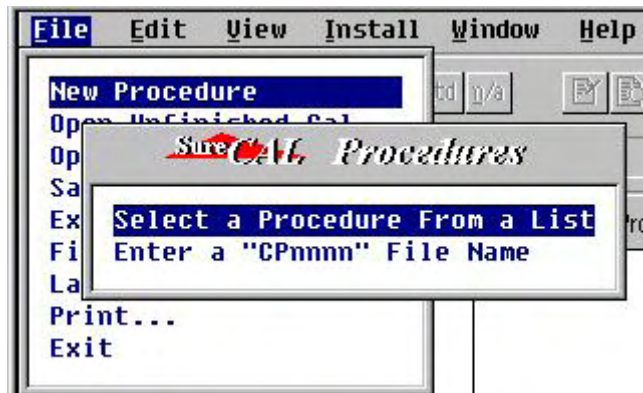 File Edit View Install Window Help
td n/a
New Procedure
Open Unfinished Cal
Op
SureCAL Procedures
Sa
Ex
Select a Procedure From a List
Fi
Enter a "CPnnnn" File Name
La
Print...
Exit